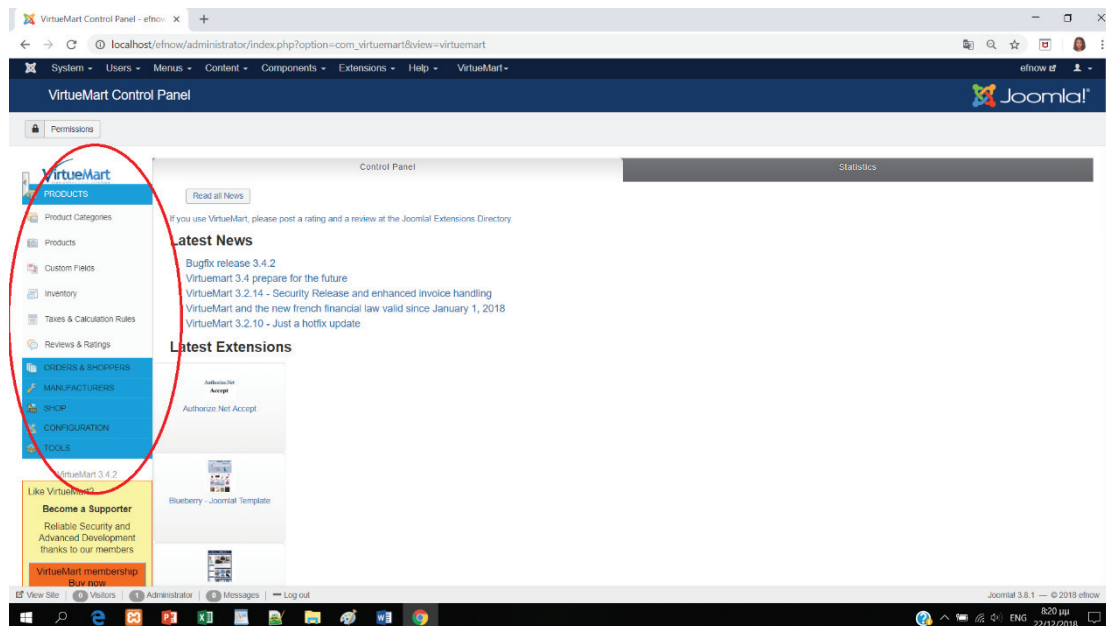 VirtueMart Control Panel - efnow
localhost/efnow/administrator/index.php?option=com_virtuemart&view=virtuemart
System Users Menus Content Components Extensions Help VirtueMart efnow
VirtueMart Control Panel Joomla!
Permissions
VirtueMart Control Panel Statistics
PRODUCTS
Product Categories
Products
Custom Fields
Inventory
Taxes & Calculation Rules
Reviews & Ratings
ORDERS & SHOPPERS
MANUFACTURERS
SHOP
CONFIGURATION
TOOLS
VirtueMart 3.4.2
Like VirtueMart?
Become a Supporter
Reliable Security and
Advanced Development
thanks to our members
VirtueMart membership
Buy now
Read all News
If you use VirtueMart, please post a rating and a review at the Joomla! Extensions Directory.
Latest News
Bugfix release 3.4.2
Virtuemart 3.4 prepare for the future
VirtueMart 3.2.14 - Security Release and enhanced invoice handling
VirtueMart and the new french financial law valid since January 1, 2018
VirtueMart 3.2.10 - Just a hotfix update
Latest Extensions
Authorize.Net
Accept
Authorize.Net Accept
Blueberry - Joomla! Template
View Site 0 Visitors 1 Administrator 0 Messages Log out Joomla! 3.8.1 — © 2018 efnow
ENG 8:20 μμ
22/12/2018